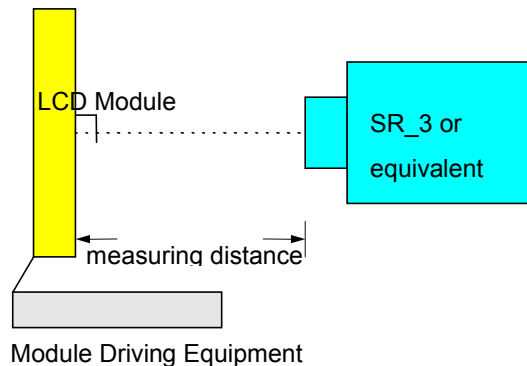 LCD Module
SR_3 or
equivalent
measuring distance
Module Driving Equipment